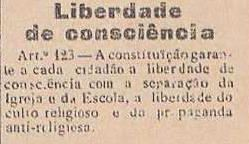 Liberdade
de consciência
Art.º 123 — A constituïção garan-
te a cada cidadão a liberdade de
consciência com a separação da
Igreja e da Escola, a liberdade do
culto religioso e da propaganda
anti-religiosa.